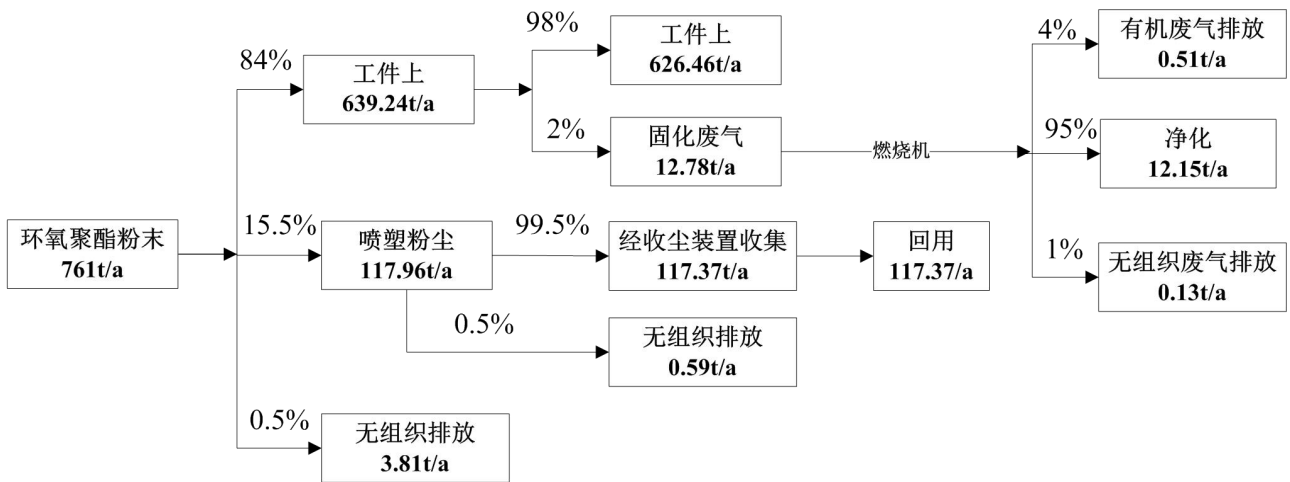 环氧聚酯粉末
761t/a
84%
工件上
639.24t/a
98%
工件上
626.46t/a
2%
固化废气
12.78t/a
燃烧机
4%
有机废气排放
0.51t/a
95%
净化
12.15t/a
1%
无组织废气排放
0.13t/a
15.5%
喷塑粉尘
117.96t/a
99.5%
经收尘装置收集
117.37t/a
回用
117.37/a
0.5%
无组织排放
0.59t/a
0.5%
无组织排放
3.81t/a